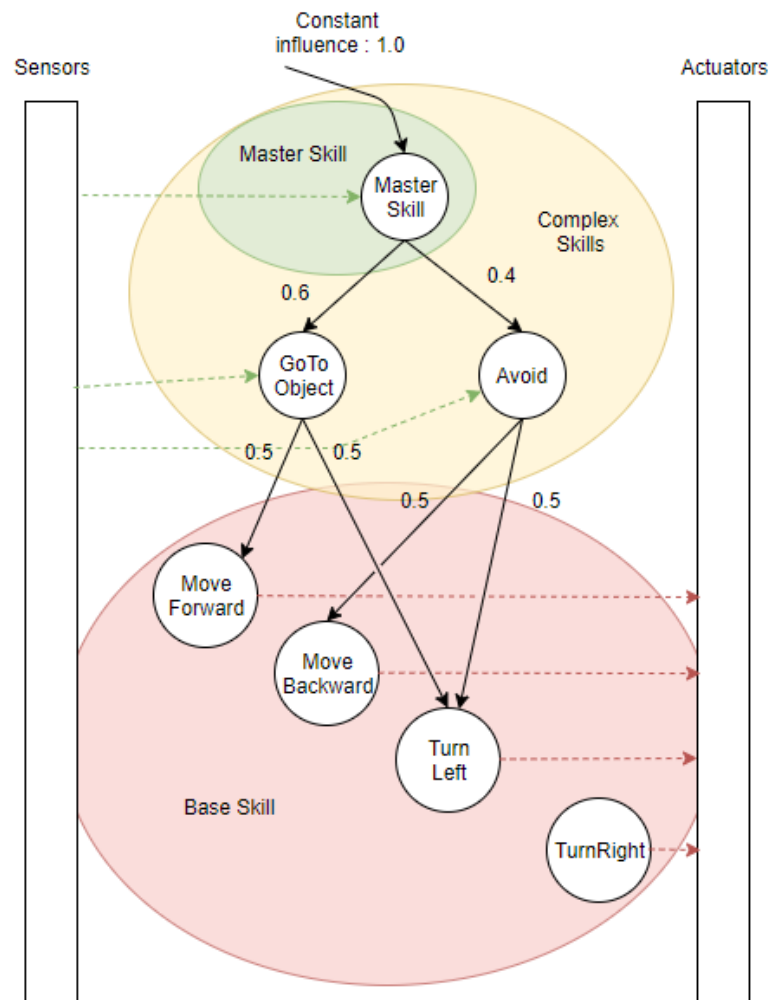 Constant
influence : 1.0
Sensors
Actuators
Master Skill
Master
Skill
Complex
Skills
0.6
0.4
GoTo
Object
Avoid
0.5
0.5
0.5
0.5
Move
Forward
Move
Backward
Turn
Left
Base Skill
TurnRight